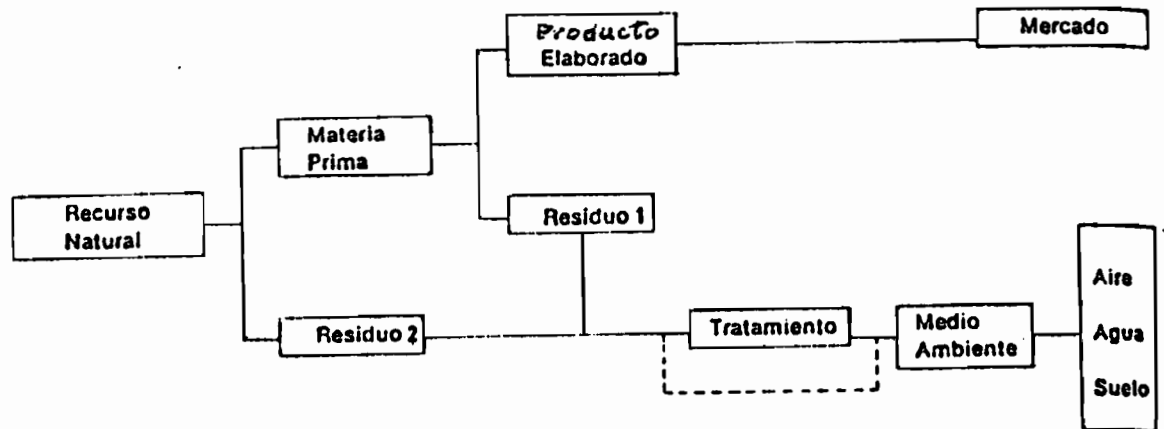 Producto
Elaborado
Mercado
Materia
Prima
Recurso
Natural
Residuo 1
Residuo 2
Tratamiento
Medio
Ambiente
Aire
Agua
Suelo